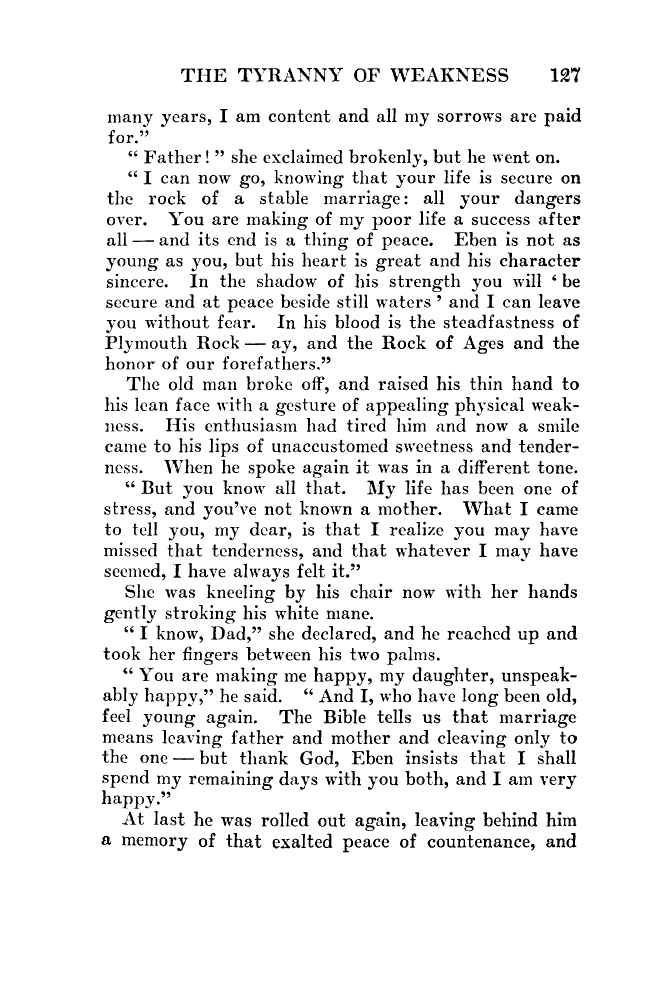 THE TYRANNY OF WEAKNESS 127
many years, I am content and all my sorrows are paid
for.”
“ Father ! ” she exclaimed brokenly, but he went on.
“ I can now go, knowing that your life is secure on
the rock of a stable marriage: all your dangers
over. You are making of my poor life a success after
all — and its end is a thing of peace. Eben is not as
young as you, but his heart is great and his character
sincere. In the shadow of his strength you will ‘ be
secure and at peace beside still waters ’ and I can leave
you without fear. In his blood is the steadfastness of
Plymouth Rock — ay, and the Rock of Ages and the
honor of our forefathers.”
The old man broke off, and raised his thin hand to
his lean face with a gesture of appealing physical weak-
ness. His enthusiasm had tired him and now a smile
came to his lips of unaccustomed sweetness and tender-
ness. When he spoke again it was in a different tone.
“ But you know all that. My life has been one of
stress, and you’ve not known a mother. What I came
to tell you, my dear, is that I realize you may have
missed that tenderness, and that whatever I may have
seemed, I have always felt it.”
She was kneeling by his chair now with her hands
gently stroking his white mane.
“ I know, Dad,” she declared, and he reached up and
took her fingers between his two palms.
“ You are making me happy, my daughter, unspeak-
ably happy,” he said. “ And I, who have long been old,
feel young again. The Bible tells us that marriage
means leaving father and mother and cleaving only to
the one — but thank God, Eben insists that I shall
spend my remaining days with you both, and I am very
happy.”
At last he was rolled out again, leaving behind him
a memory of that exalted peace of countenance, and